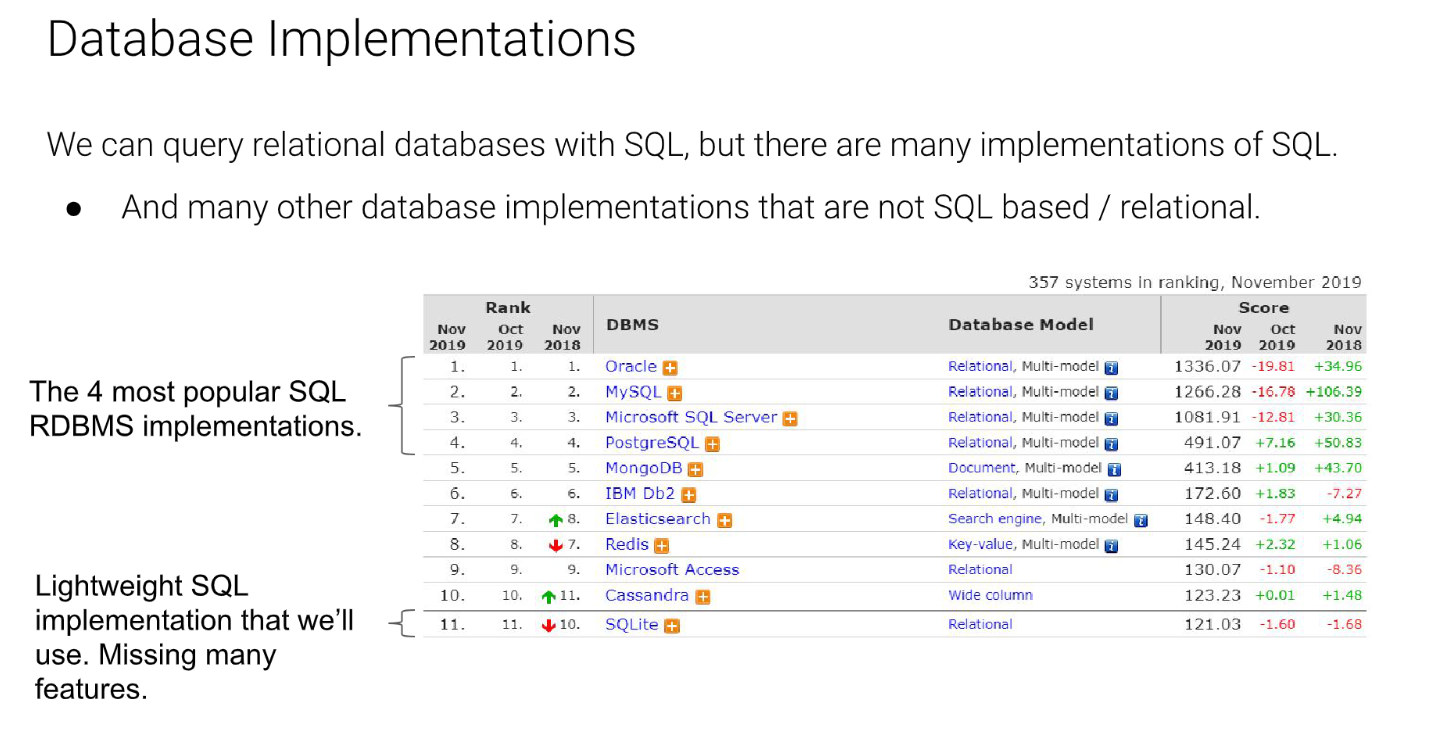 Database Implementations
We can query relational databases with SQL, but there are many implementations of SQL.
● And many other database implementations that are not SQL based / relational.
357 systems in ranking, November 2019
Rank DBMS Database Model Score
Nov 2019 Oct 2019 Nov 2018 Nov 2019 Oct 2019 Nov 2018
1. 1. 1. Oracle Relational, Multi-model 1336.07 -19.81 +34.96
2. 2. 2. MySQL Relational, Multi-model 1266.28 -16.78 +106.39
3. 3. 3. Microsoft SQL Server Relational, Multi-model 1081.91 -12.81 +30.36
4. 4. 4. PostgreSQL Relational, Multi-model 491.07 +7.16 +50.83
5. 5. 5. MongoDB Document, Multi-model 413.18 +1.09 +43.70
6. 6. 6. IBM Db2 Relational, Multi-model 172.60 +1.83 -7.27
7. 7. 8. Elasticsearch Search engine, Multi-model 148.40 -1.77 +4.94
8. 8. 7. Redis Key-value, Multi-model 145.24 +2.32 +1.06
9. 9. 9. Microsoft Access Relational 130.07 -1.10 -8.36
10. 10. 11. Cassandra Wide column 123.23 +0.01 +1.48
11. 11. 10. SQLite Relational 121.03 -1.60 -1.68
The 4 most popular SQL
RDBMS implementations.
Lightweight SQL
implementation that we'll
use. Missing many
features.